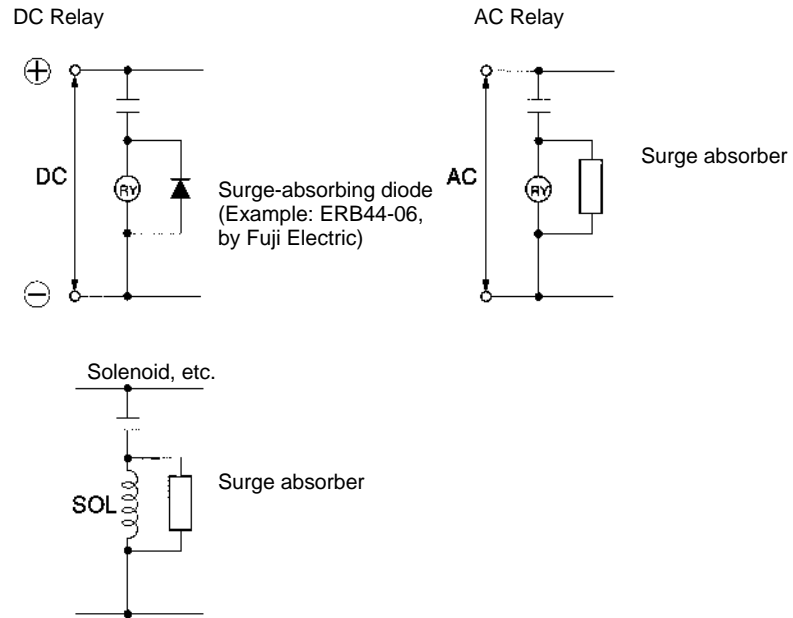 DC Relay
AC Relay
⊕
DC
RY
Surge-absorbing diode
(Example: ERB44-06,
by Fuji Electric)
⊖
AC
RY
Surge absorber
Solenoid, etc.
SOL
Surge absorber